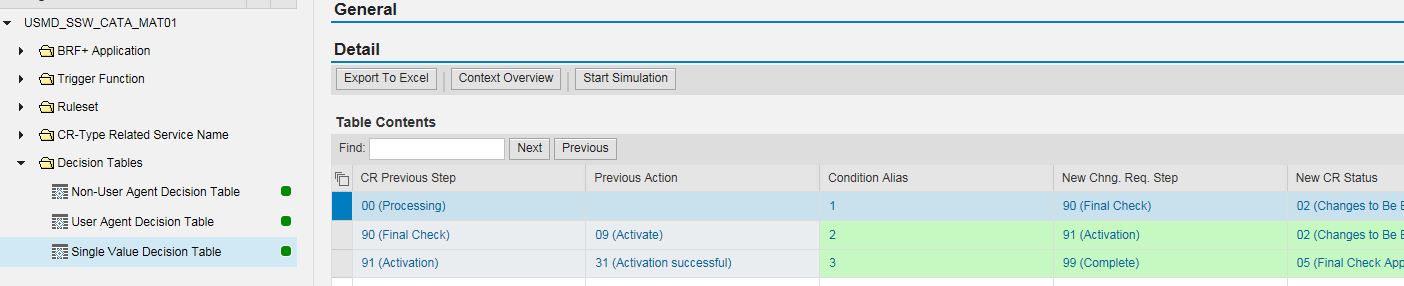 General
USMD_SSW_CATA_MAT01
BRF+ Application
Detail
Trigger Function
Export To Excel
Context Overview
Start Simulation
Ruleset
CR-Type Related Service Name
Table Contents
Decision Tables
Find:
Next
Previous
CR Previous Step
Previous Action
Condition Alias
New Chng. Req. Step
New CR Status
Non-User Agent Decision Table
00 (Processing)
1
90 (Final Check)
02 (Changes to Be E
User Agent Decision Table
90 (Final Check)
09 (Activate)
2
91 (Activation)
02 (Changes to Be E
Single Value Decision Table
91 (Activation)
31 (Activation successful)
3
99 (Complete)
05 (Final Check App